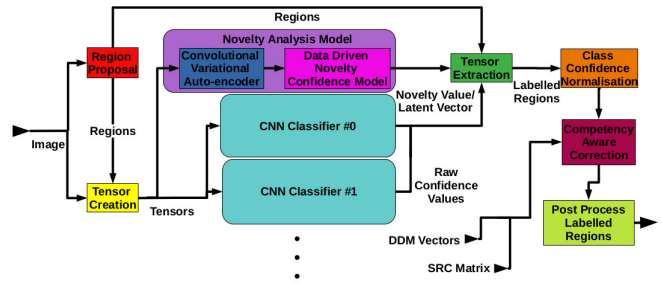 Regions
Novelty Analysis Model
Region
Proposal
Convolutional
Variational
Auto-encoder
Data Driven
Novelty
Confidence Model
Tensor
Extraction
Class
Confidence
Normalisation
Labelled
Regions
Novelty Value/
Latent Vector
Image
Regions
CNN Classifier #0
Competency
Aware
Correction
Tensor
Creation
Tensors
CNN Classifier #1
Raw
Confidence
Values
Post Process
Labelled
Regions
DDM Vectors
SRC Matrix